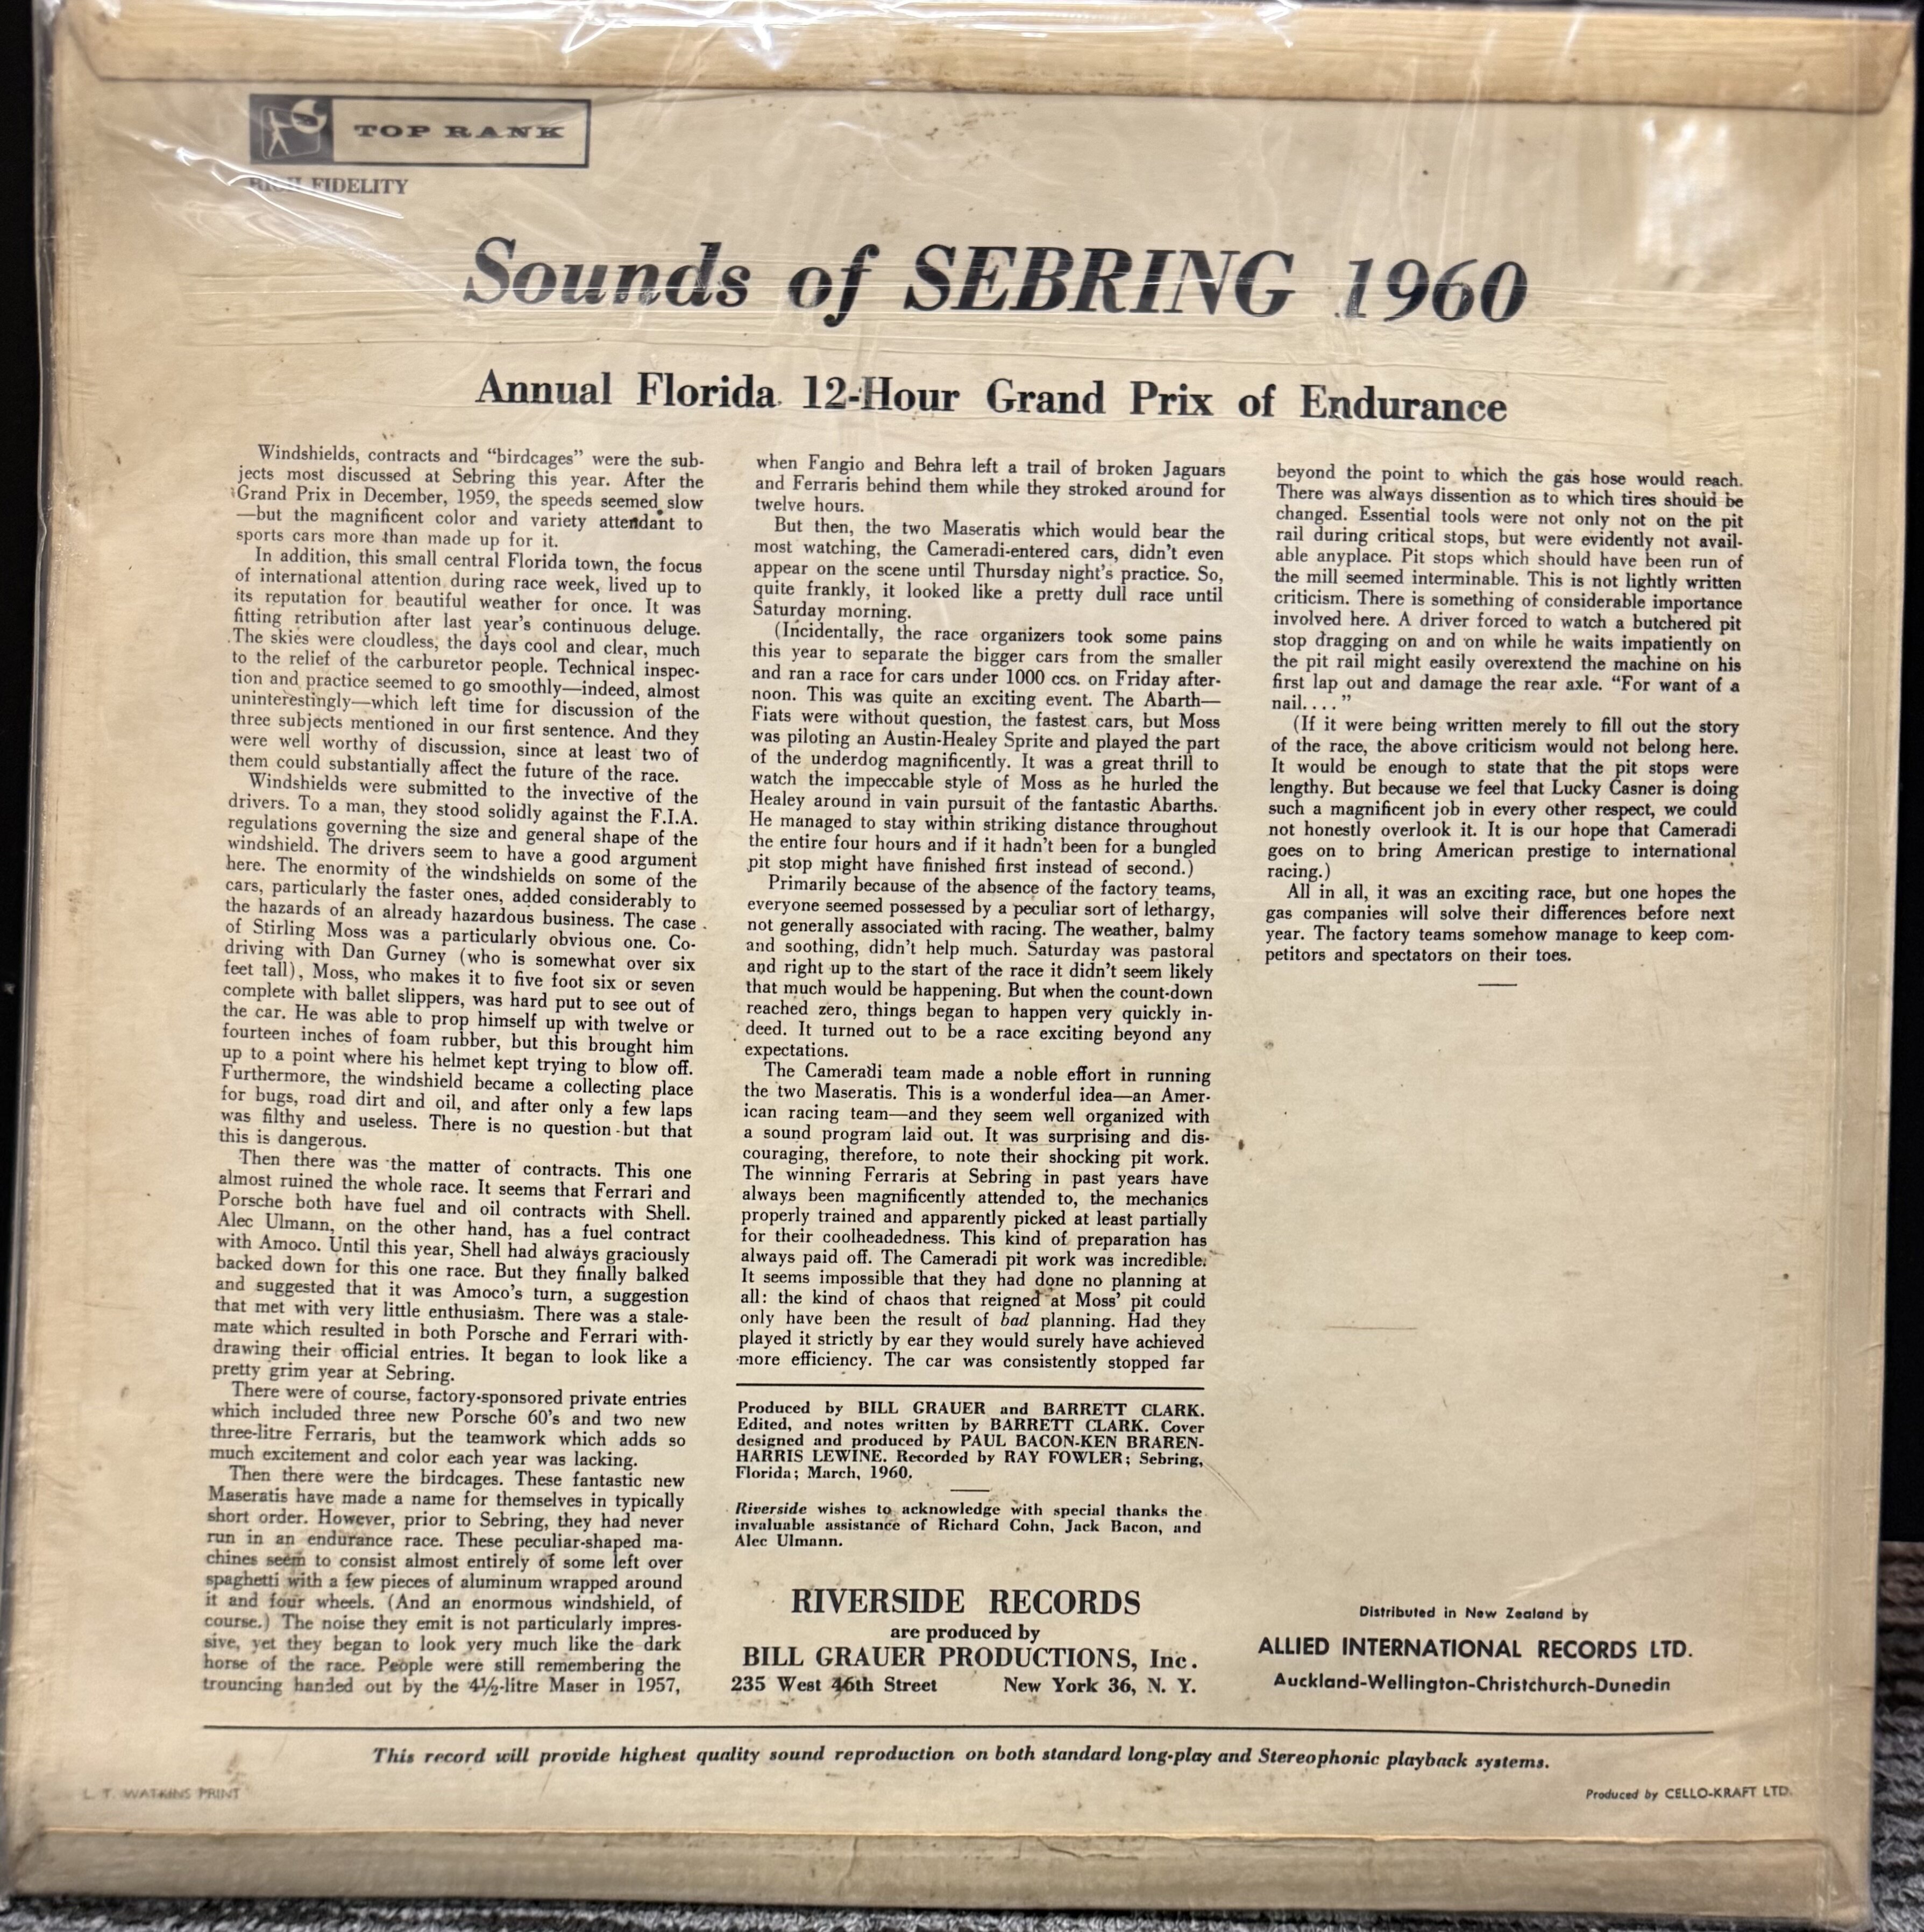 TOP RANK
HIGH FIDELITY
Sounds of SEBRING 1960
Annual Florida 12-Hour Grand Prix of Endurance
Windshields, contracts and “birdcages” were the sub-
jects most discussed at Sebring this year. After the
Grand Prix in December, 1959, the speeds seemed slow
—but the magnificent color and variety attendant to
sports cars more than made up for it.
In addition, this small central Florida town, the focus
of international attention during race week, lived up to
its reputation for beautiful weather for once. It was
fitting retribution after last year’s continuous deluge.
The skies were cloudless, the days cool and clear, much
to the relief of the carburetor people. Technical inspec-
tion and practice seemed to go smoothly—indeed, almost
uninterestingly—which left time for discussion of the
three subjects mentioned in our first sentence. And they
were well worthy of discussion, since at least two of
them could substantially affect the future of the race.
Windshields were submitted to the invective of the
drivers. To a man, they stood solidly against the F.I.A.
regulations governing the size and general shape of the
windshield. The drivers seem to have a good argument
here. The enormity of the windshields on some of the
cars, particularly the faster ones, added considerably to
the hazards of an already hazardous business. The case
of Stirling Moss was a particularly obvious one. Co-
driving with Dan Gurney (who is somewhat over six
feet tall), Moss, who makes it to five foot six or seven
complete with ballet slippers, was hard put to see out of
the car. He was able to prop himself up with twelve or
fourteen inches of foam rubber, but this brought him
up to a point where his helmet kept trying to blow off.
Furthermore, the windshield became a collecting place
for bugs, road dirt and oil, and after only a few laps
was filthy and useless. There is no question but that
this is dangerous.
Then there was the matter of contracts. This one
almost ruined the whole race. It seems that Ferrari and
Porsche both have fuel and oil contracts with Shell.
Alec Ulmann, on the other hand, has a fuel contract
with Amoco. Until this year, Shell had always graciously
backed down for this one race. But they finally balked
and suggested that it was Amoco’s turn, a suggestion
that met with very little enthusiasm. There was a stale-
mate which resulted in both Porsche and Ferrari with-
drawing their official entries. It began to look like a
pretty grim year at Sebring.
There were of course, factory-sponsored private entries
which included three new Porsche 60’s and two new
three-litre Ferraris, but the teamwork which adds so
much excitement and color each year was lacking.
Then there were the birdcages. These fantastic new
Maseratis have made a name for themselves in typically
short order. However, prior to Sebring, they had never
run in an endurance race. These peculiar-shaped ma-
chines seem to consist almost entirely of some left over
spaghetti with a few pieces of aluminum wrapped around
it and four wheels. (And an enormous windshield, of
course.) The noise they emit is not particularly impres-
sive, yet they began to look very much like the dark
horse of the race. People were still remembering the
trouncing handed out by the 4½-litre Maser in 1957,
when Fangio and Behra left a trail of broken Jaguars
and Ferraris behind them while they stroked around for
twelve hours.
But then, the two Maseratis which would bear the
most watching, the Cameradi-entered cars, didn’t even
appear on the scene until Thursday night’s practice. So,
quite frankly, it looked like a pretty dull race until
Saturday morning.
(Incidentally, the race organizers took some pains
this year to separate the bigger cars from the smaller
and ran a race for cars under 1000 ccs. on Friday after-
noon. This was quite an exciting event. The Abarth—
Fiats were without question, the fastest cars, but Moss
was piloting an Austin-Healey Sprite and played the part
of the underdog magnificently. It was a great thrill to
watch the impeccable style of Moss as he hurled the
Healey around in vain pursuit of the fantastic Abarths.
He managed to stay within striking distance throughout
the entire four hours and if it hadn’t been for a bungled
pit stop might have finished first instead of second.)
Primarily because of the absence of the factory teams,
everyone seemed possessed by a peculiar sort of lethargy,
not generally associated with racing. The weather, balmy
and soothing, didn’t help much. Saturday was pastoral
and right up to the start of the race it didn’t seem likely
that much would be happening. But when the count-down
reached zero, things began to happen very quickly in-
deed. It turned out to be a race exciting beyond any
expectations.
The Cameradi team made a noble effort in running
the two Maseratis. This is a wonderful idea—an Amer-
ican racing team—and they seem well organized with
a sound program laid out. It was surprising and dis-
couraging, therefore, to note their shocking pit work.
The winning Ferraris at Sebring in past years have
always been magnificently attended to, the mechanics
properly trained and apparently picked at least partially
for their coolheadedness. This kind of preparation has
always paid off. The Cameradi pit work was incredible.
It seems impossible that they had done no planning at
all: the kind of chaos that reigned at Moss’ pit could
only have been the result of bad planning. Had they
played it strictly by ear they would surely have achieved
more efficiency. The car was consistently stopped far
beyond the point to which the gas hose would reach.
There was always dissention as to which tires should be
changed. Essential tools were not only not on the pit
rail during critical stops, but were evidently not avail-
able anyplace. Pit stops which should have been run of
the mill seemed interminable. This is not lightly written
criticism. There is something of considerable importance
involved here. A driver forced to watch a butchered pit
stop dragging on and on while he waits impatiently on
the pit rail might easily overextend the machine on his
first lap out and damage the rear axle. “For want of a
nail. . . . ”
(If it were being written merely to fill out the story
of the race, the above criticism would not belong here.
It would be enough to state that the pit stops were
lengthy. But because we feel that Lucky Casner is doing
such a magnificent job in every other respect, we could
not honestly overlook it. It is our hope that Cameradi
goes on to bring American prestige to international
racing.)
All in all, it was an exciting race, but one hopes the
gas companies will solve their differences before next
year. The factory teams somehow manage to keep com-
petitors and spectators on their toes.
Produced by BILL GRAUER and BARRETT CLARK.
Edited, and notes written by BARRETT CLARK. Cover
designed and produced by PAUL BACON-KEN BRAREN-
HARRIS LEWINE. Recorded by RAY FOWLER; Sebring,
Florida; March, 1960.
Riverside wishes to acknowledge with special thanks the
invaluable assistance of Richard Cohn, Jack Bacon, and
Alec Ulmann.
RIVERSIDE RECORDS
are produced by
BILL GRAUER PRODUCTIONS, Inc.
235 West 46th Street New York 36, N. Y.
Distributed in New Zealand by
ALLIED INTERNATIONAL RECORDS LTD.
Auckland-Wellington-Christchurch-Dunedin
This record will provide highest quality sound reproduction on both standard long-play and Stereophonic playback systems.
L. T. WATKINS PRINT
Produced by CELLO-KRAFT LTD.